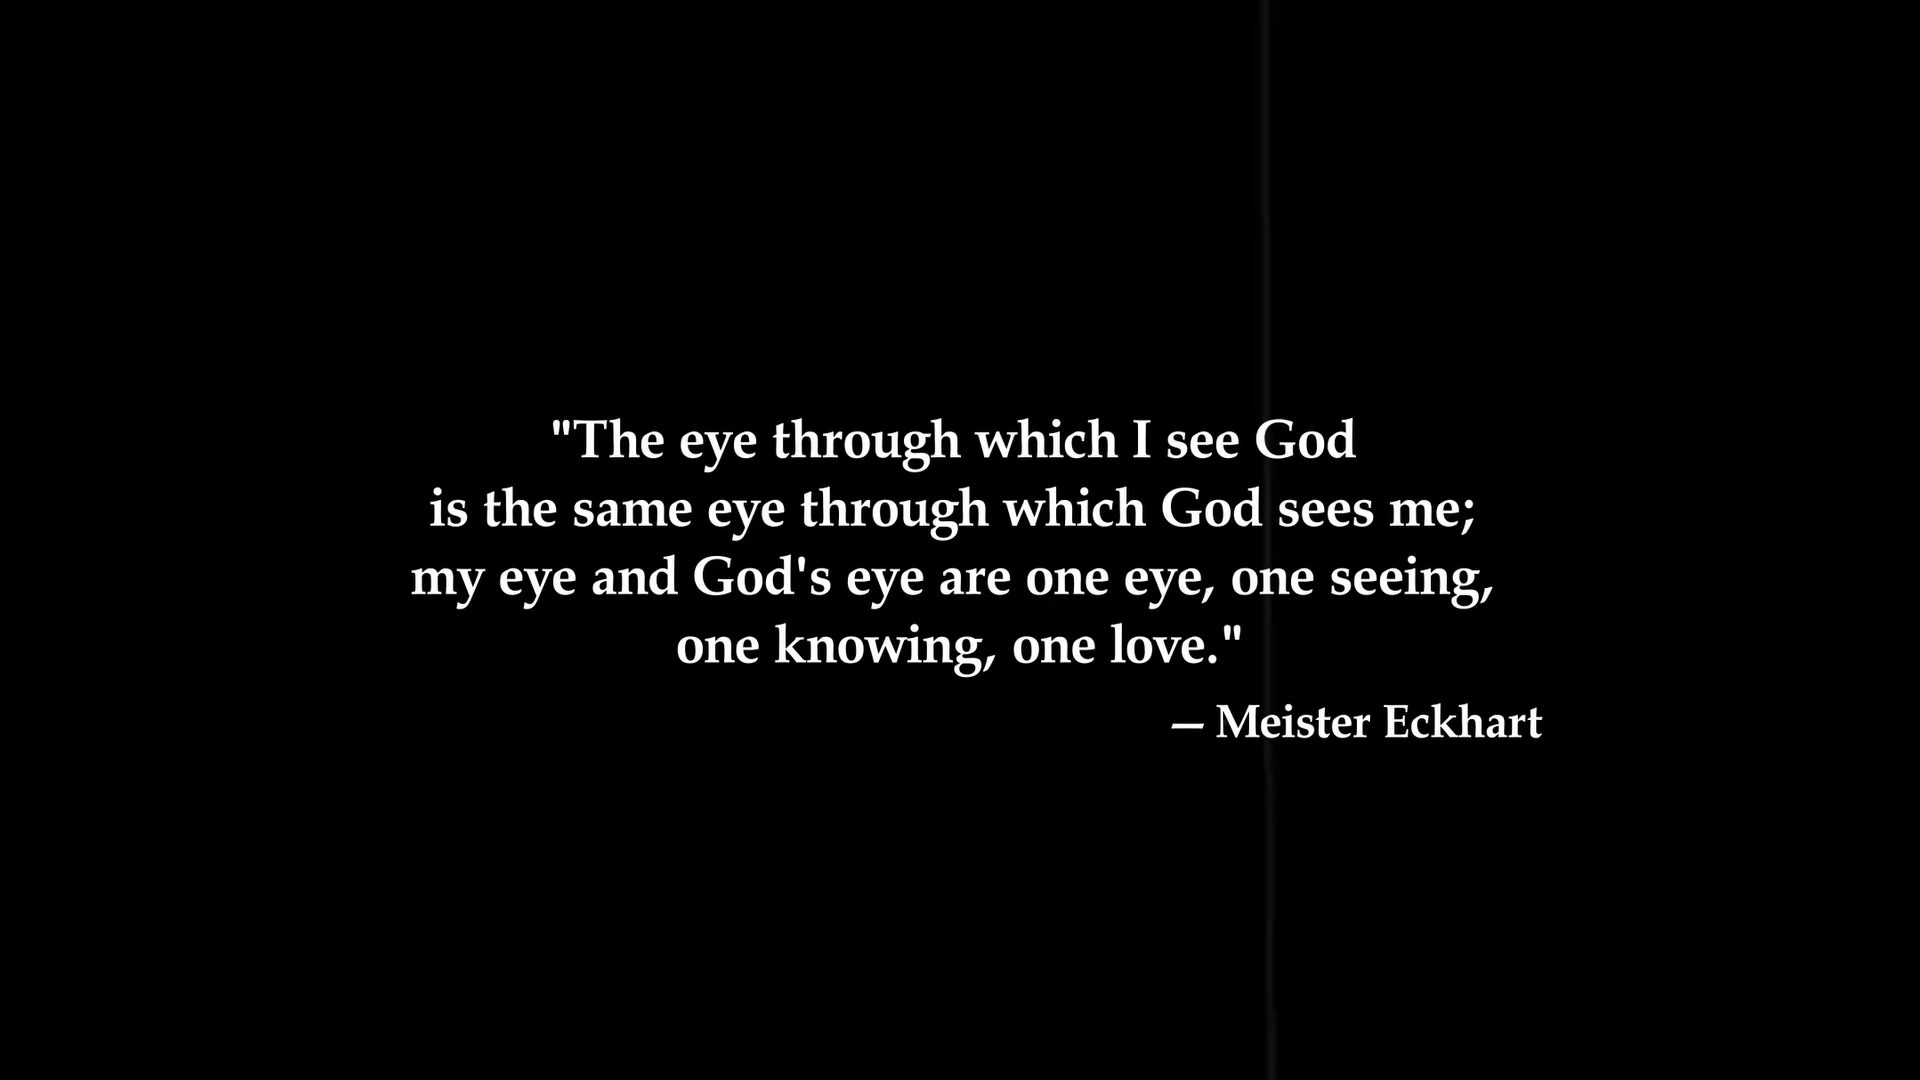 "The eye through which I see God
is the same eye through which God sees me;
my eye and God's eye are one eye, one seeing,
one knowing, one love."
— Meister Eckhart